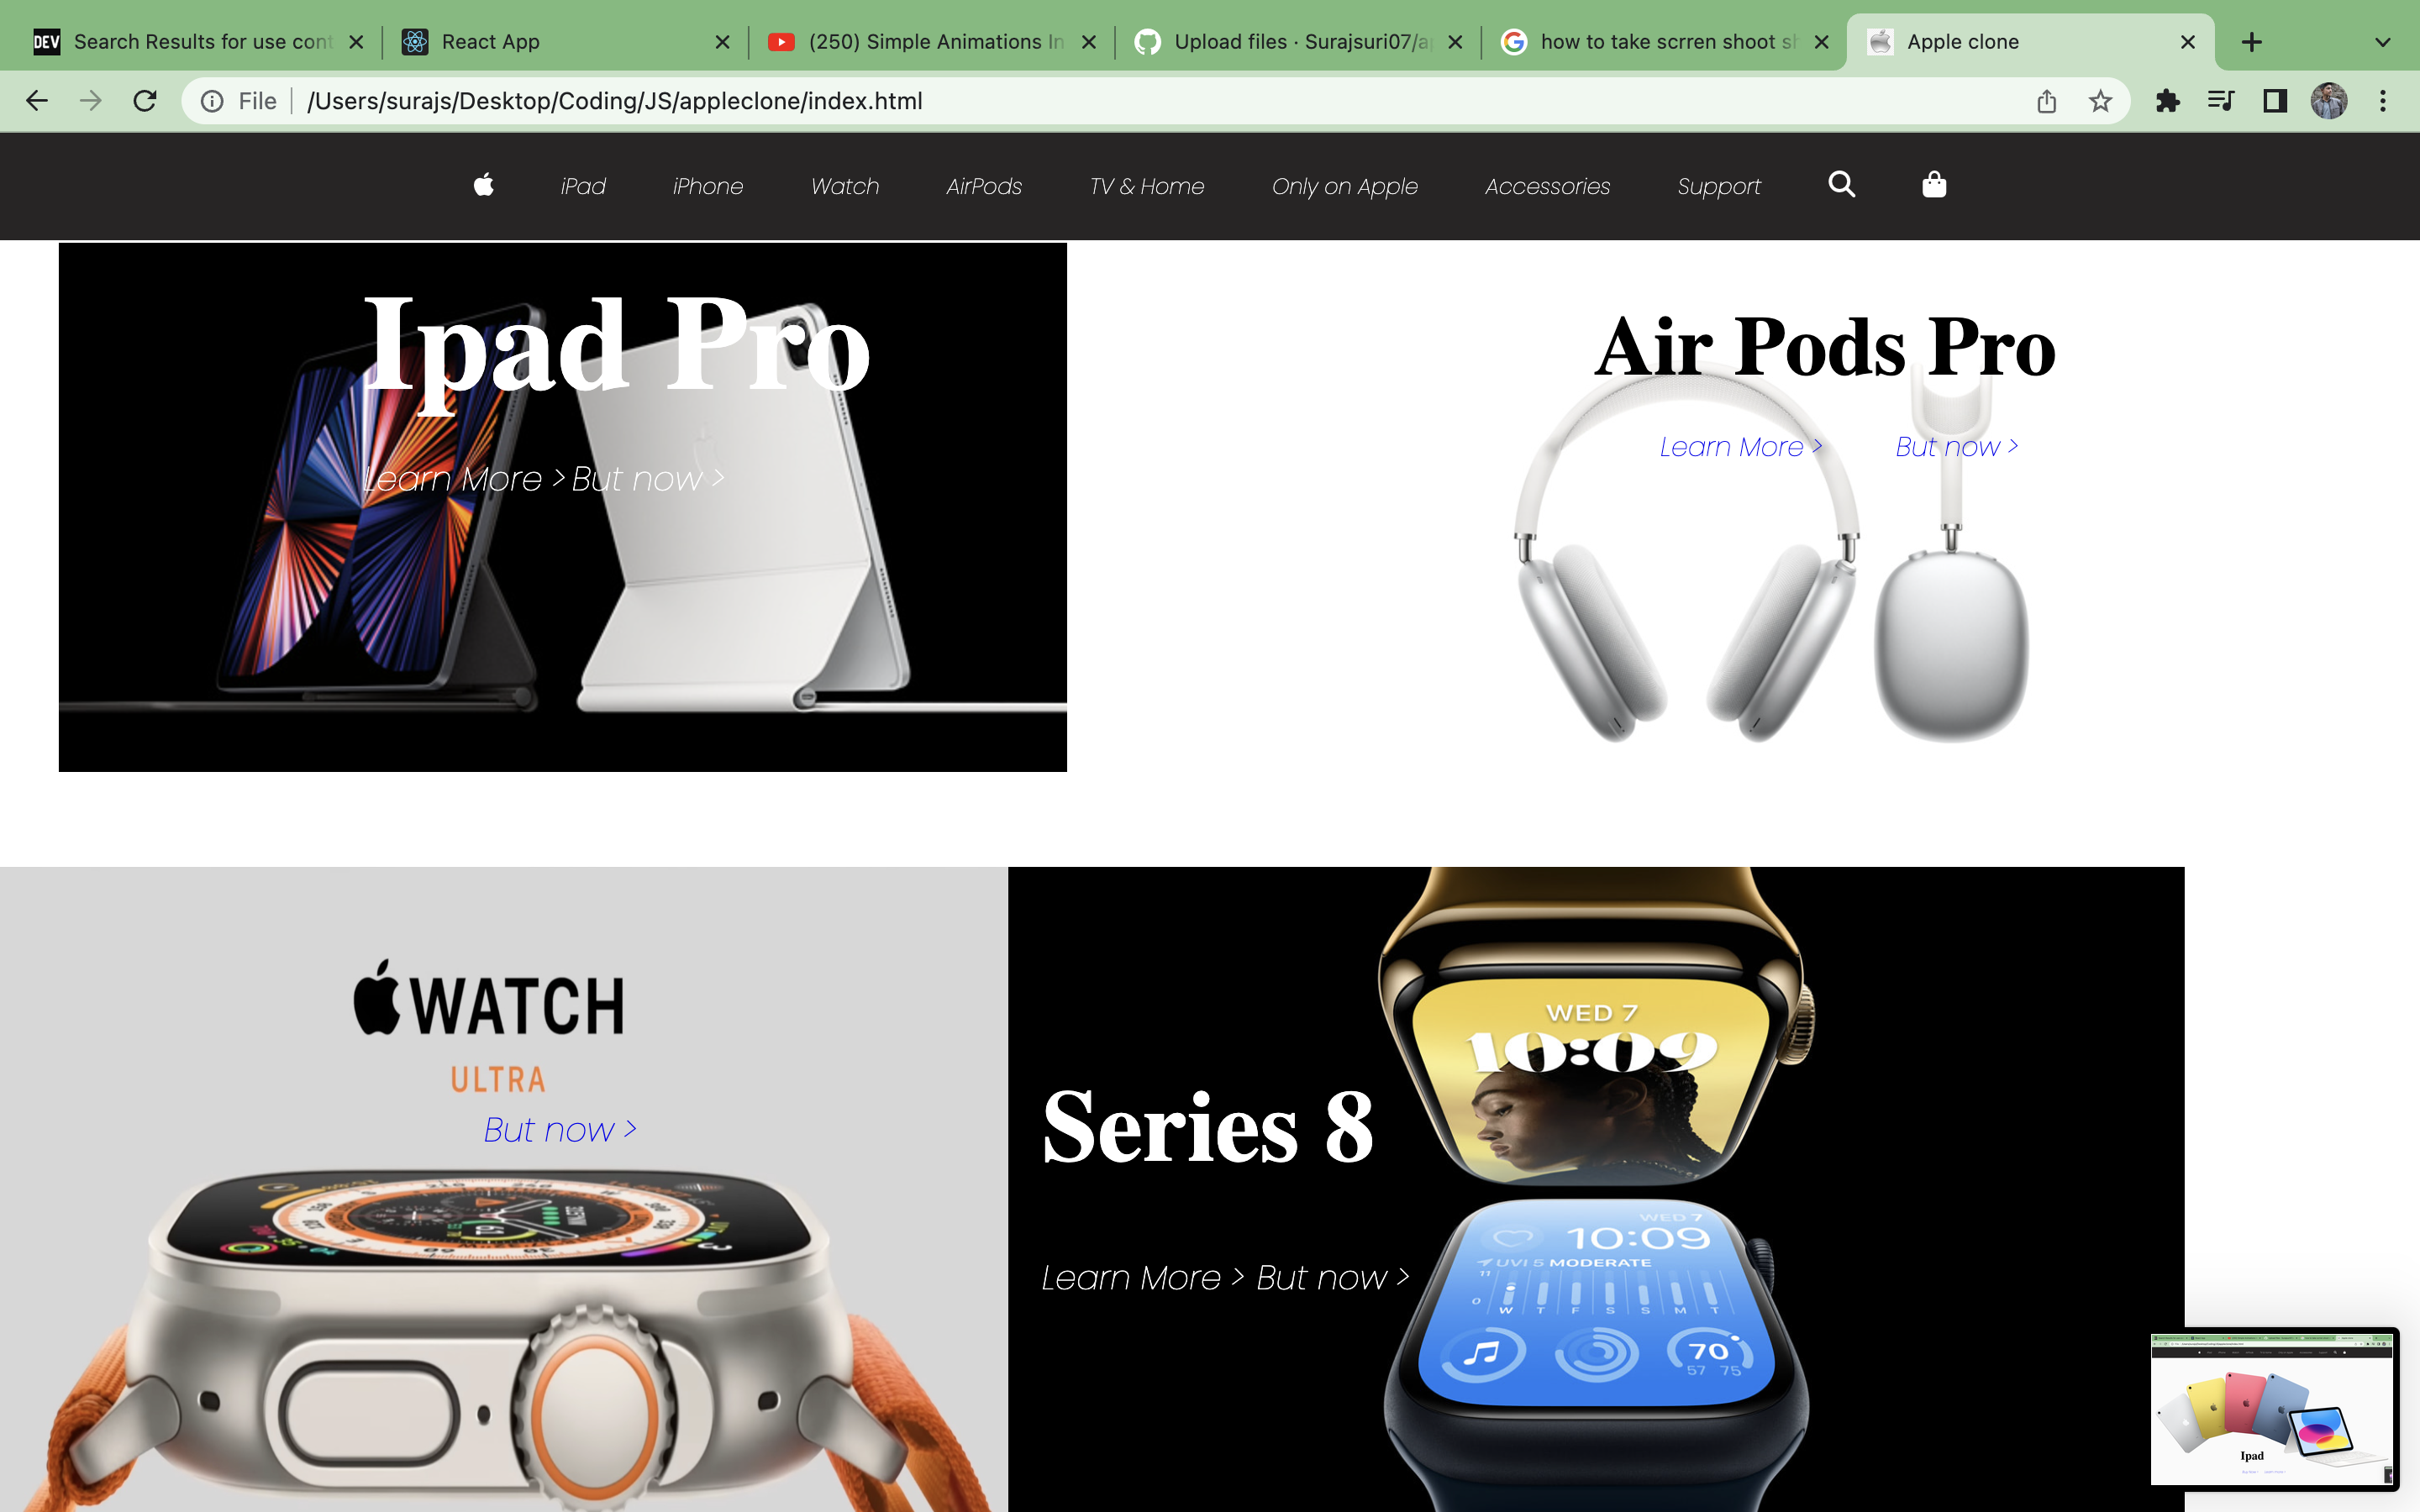 DEV Search Results for use cont
React App
(250) Simple Animations In
Upload files · Surajsuri07/ap
how to take scrren shoot sh
Apple clone
File /Users/surajs/Desktop/Coding/JS/appleclone/index.html
iPad iPhone Watch AirPods TV & Home Only on Apple Accessories Support
Ipad Pro
Learn More > But now >
Air Pods Pro
Learn More > But now >
WATCH
ULTRA
But now >
WED 7
10:09
Series 8
Learn More > But now >
WED 7
10:09
UVI 5 MODERATE
11
0
W T F S S M T
70
57 75
Ipad